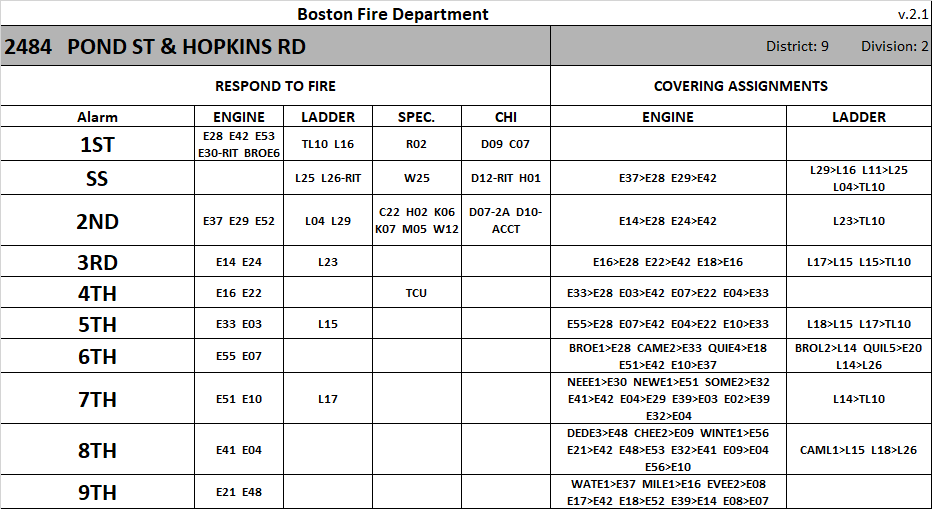 Boston Fire Department v.2.1
2484 POND ST & HOPKINS RD District: 9 Division: 2
RESPOND TO FIRE COVERING ASSIGNMENTS
Alarm ENGINE LADDER SPEC. CHI ENGINE LADDER
E28 E42 E53
1ST TL10 L16 R02 D09 C07
E30-RIT BROE6
SS L25 L26-RIT W25 D12-RIT H01 E37>E28 E29>E42 L29>L16 L11>L25
L04>TL10
2ND E37 E29 E52 L04 L29 C22 H02 K06 D07-2A D10- E14>E28 E24>E42 L23>TL10
K07 M05 W12 ACCT
3RD E14 E24 L23 E16>E28 E22>E42 E18>E16 L17>L15 L15>TL10
4TH E16 E22 TCU E33>E28 E03>E42 E07>E22 E04>E33
5TH E33 E03 L15 E55>E28 E07>E42 E04>E22 E10>E33 L18>L15 L17>TL10
6TH E55 E07 BROE1>E28 CAME2>E33 QUIE4>E18 BROL2>L14 QUIL5>E20
E51>E42 E10>E37 L14>L26
NEEE1>E30 NEWE1>E51 SOME2>E32
7TH E51 E10 L17 E41>E42 E04>E29 E39>E03 E02>E39 L14>TL10
E32>E04
DEDE3>E48 CHEE2>E09 WINTE1>E56
8TH E41 E04 E21>E42 E48>E53 E32>E41 E09>E04 CAML1>L15 L18>L26
E56>E10
9TH E21 E48 WATE1>E37 MILE1>E16 EVEE2>E08
E17>E42 E18>E52 E39>E14 E08>E07